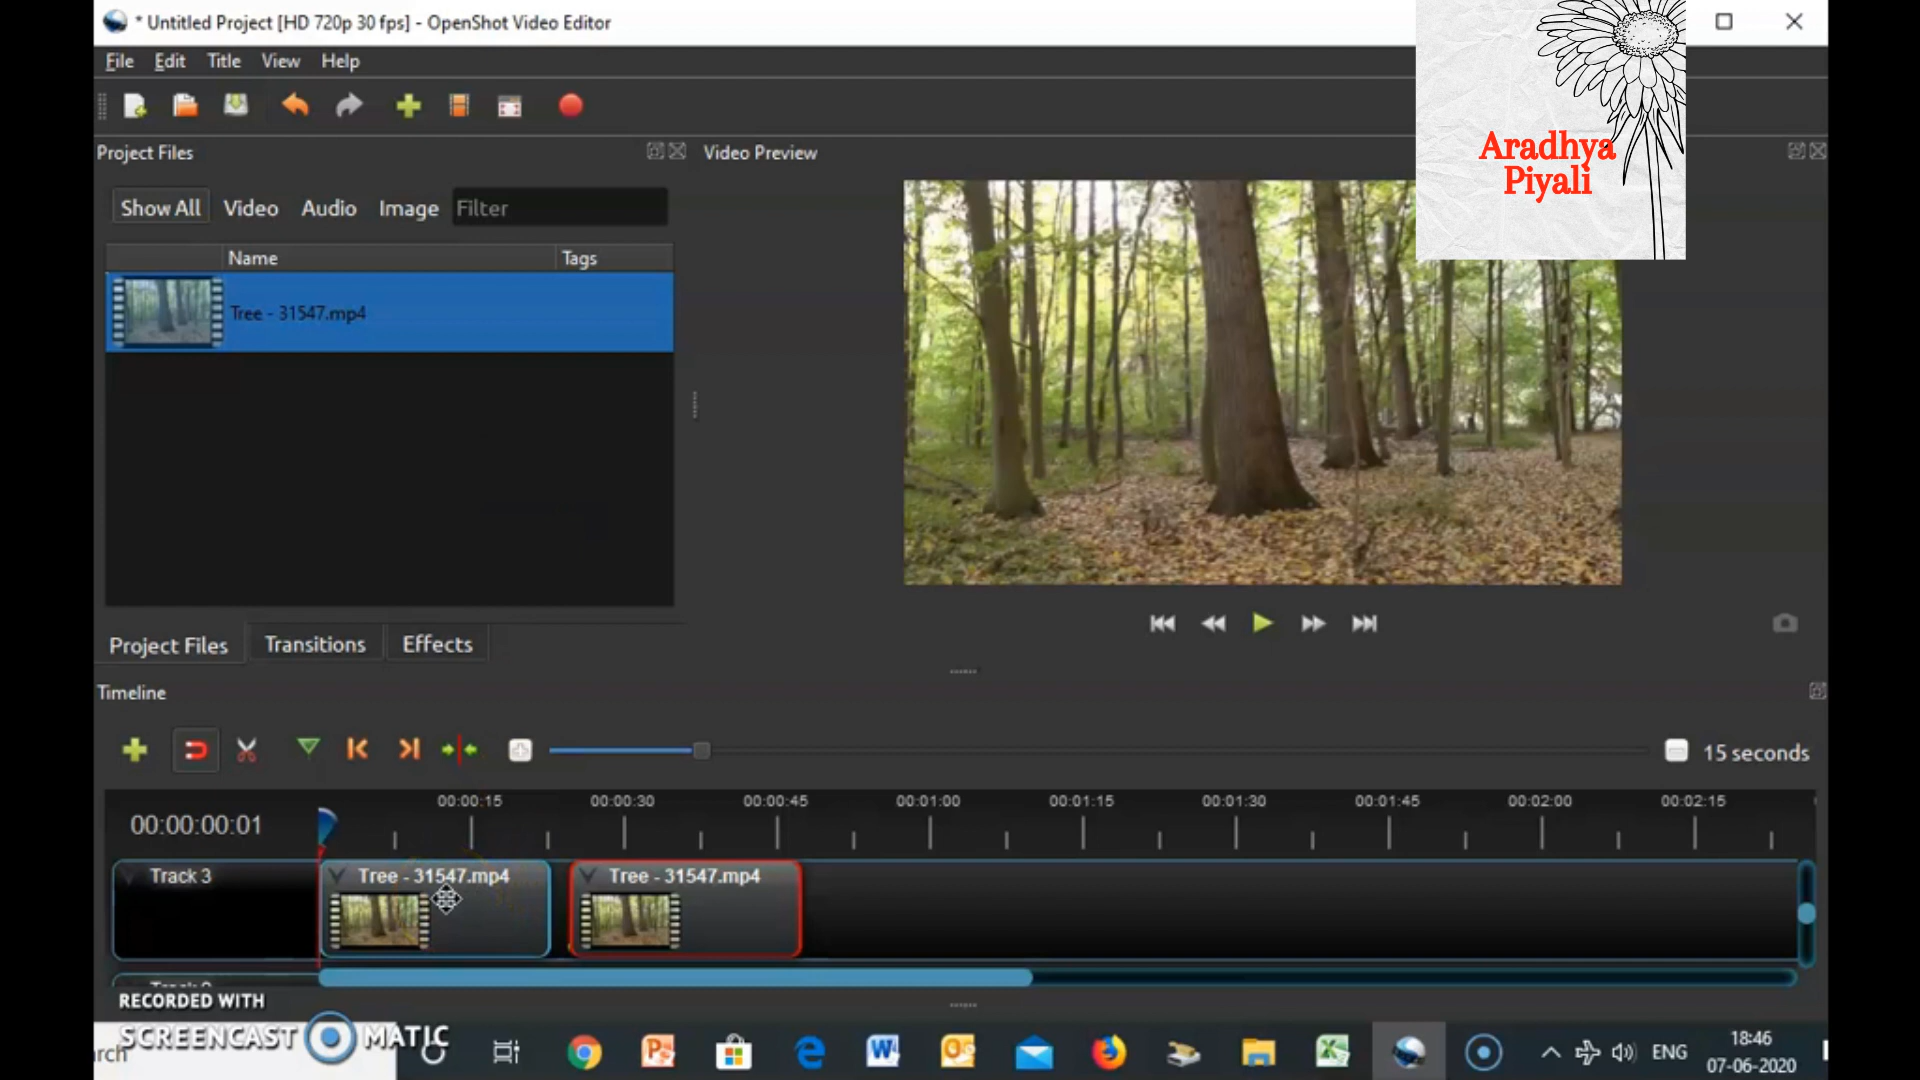 * Untitled Project [HD 720p 30 fps] - OpenShot Video Editor
File Edit Title View Help
Aradhya
Piyali
Project Files
Video Preview
Show All Video Audio Image Filter
Name Tags
Tree - 31547.mp4
Project Files Transitions Effects
Timeline
15 seconds
00:00:15 00:00:30 00:00:45 00:01:00 00:01:15 00:01:30 00:01:45 00:02:00 00:02:15
00:00:00:01
Track 3 Tree - 31547.mp4 Tree - 31547.mp4
RECORDED WITH
SCREENCAST MATIC
ENG
18:46
07-06-2020